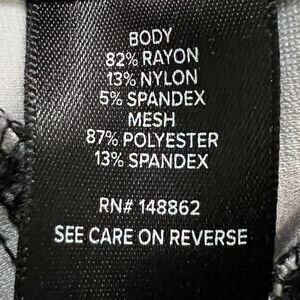 BODY
82% RAYON
13% NYLON
5% SPANDEX
MESH
87% POLYESTER
13% SPANDEX
RN# 148862
SEE CARE ON REVERSE